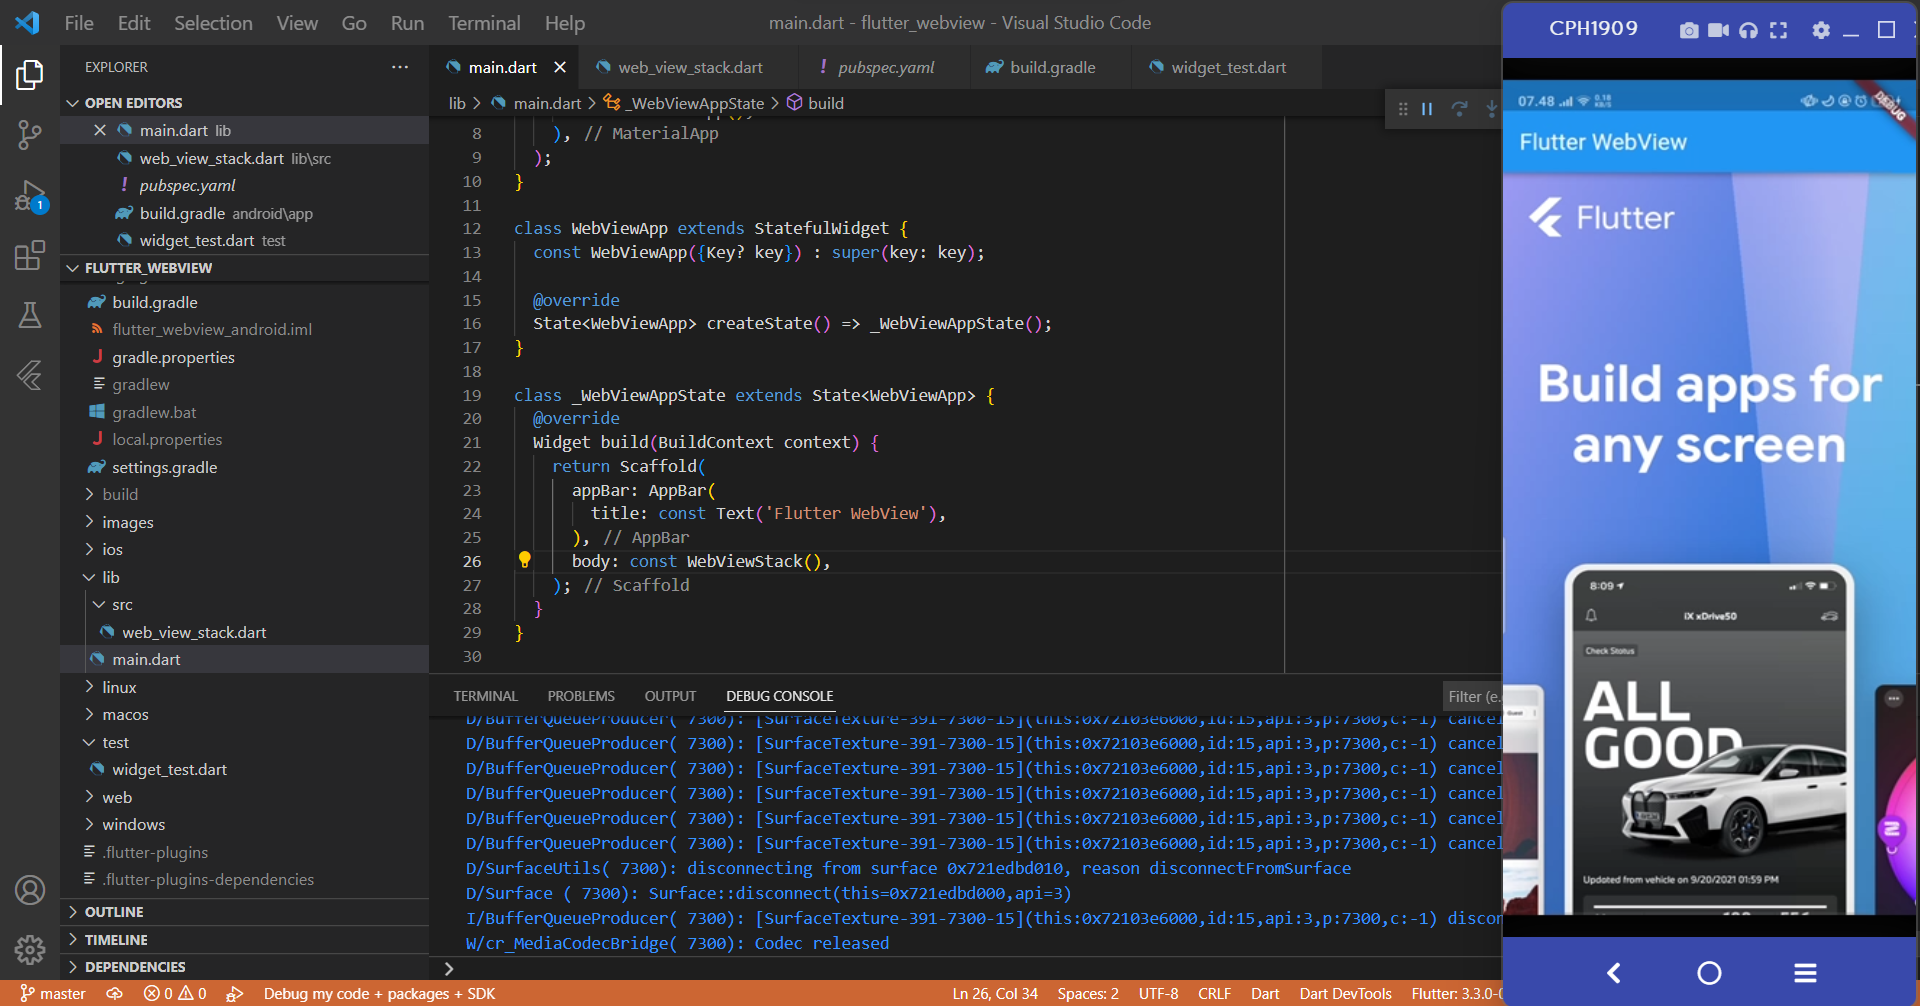 File Edit Selection View Go Run Terminal Help
main.dart - flutter_webview - Visual Studio Code
EXPLORER
OPEN EDITORS
main.dart lib
web_view_stack.dart lib\src
pubspec.yaml
build.gradle android\app
widget_test.dart test
FLUTTER_WEBVIEW
build.gradle
flutter_webview_android.iml
gradle.properties
gradlew
gradlew.bat
local.properties
settings.gradle
build
images
ios
lib
src
web_view_stack.dart
main.dart
linux
macos
test
widget_test.dart
web
windows
.flutter-plugins
.flutter-plugins-dependencies
OUTLINE
TIMELINE
DEPENDENCIES
1
main.dart web_view_stack.dart pubspec.yaml build.gradle widget_test.dart
lib > main.dart > _WebViewAppState > build
8 ), // MaterialApp
9 );
10 }
11
12 class WebViewApp extends StatefulWidget {
13 const WebViewApp({Key? key}) : super(key: key);
14
15 @override
16 State<WebViewApp> createState() => _WebViewAppState();
17 }
18
19 class _WebViewAppState extends State<WebViewApp> {
20 @override
21 Widget build(BuildContext context) {
22 return Scaffold(
23 appBar: AppBar(
24 title: const Text('Flutter WebView'),
25 ), // AppBar
26 body: const WebViewStack(),
27 ); // Scaffold
28 }
29 }
30
TERMINAL PROBLEMS OUTPUT DEBUG CONSOLE
Filter (e.
D/BufferQueueProducer( 7300): [SurfaceTexture-391-7300-15](this:0x72103e6000,id:15,api:3,p:7300,c:-1) cancel
D/BufferQueueProducer( 7300): [SurfaceTexture-391-7300-15](this:0x72103e6000,id:15,api:3,p:7300,c:-1) cancel
D/BufferQueueProducer( 7300): [SurfaceTexture-391-7300-15](this:0x72103e6000,id:15,api:3,p:7300,c:-1) cancel
D/BufferQueueProducer( 7300): [SurfaceTexture-391-7300-15](this:0x72103e6000,id:15,api:3,p:7300,c:-1) cancel
D/BufferQueueProducer( 7300): [SurfaceTexture-391-7300-15](this:0x72103e6000,id:15,api:3,p:7300,c:-1) cancel
D/BufferQueueProducer( 7300): [SurfaceTexture-391-7300-15](this:0x72103e6000,id:15,api:3,p:7300,c:-1) cancel
D/SurfaceUtils( 7300): disconnecting from surface 0x721edbd010, reason disconnectFromSurface
D/Surface ( 7300): Surface::disconnect(this=0x721edbd000,api=3)
I/BufferQueueProducer( 7300): [SurfaceTexture-391-7300-15](this:0x72103e6000,id:15,api:3,p:7300,c:-1) discon
W/cr_MediaCodecBridge( 7300): Codec released
>
master 0 0 Debug my code + packages + SDK
Ln 26, Col 34 Spaces: 2 UTF-8 CRLF Dart Dart DevTools Flutter: 3.3.0-
CPH1909
07.48 0.18 KB/S
DEBUG
Flutter WebView
Flutter
Build apps for
any screen
8:09
iX xDrive50
Check Status
ALL
GOOD
Updated from vehicle on 9/20/2021 01:59 PM